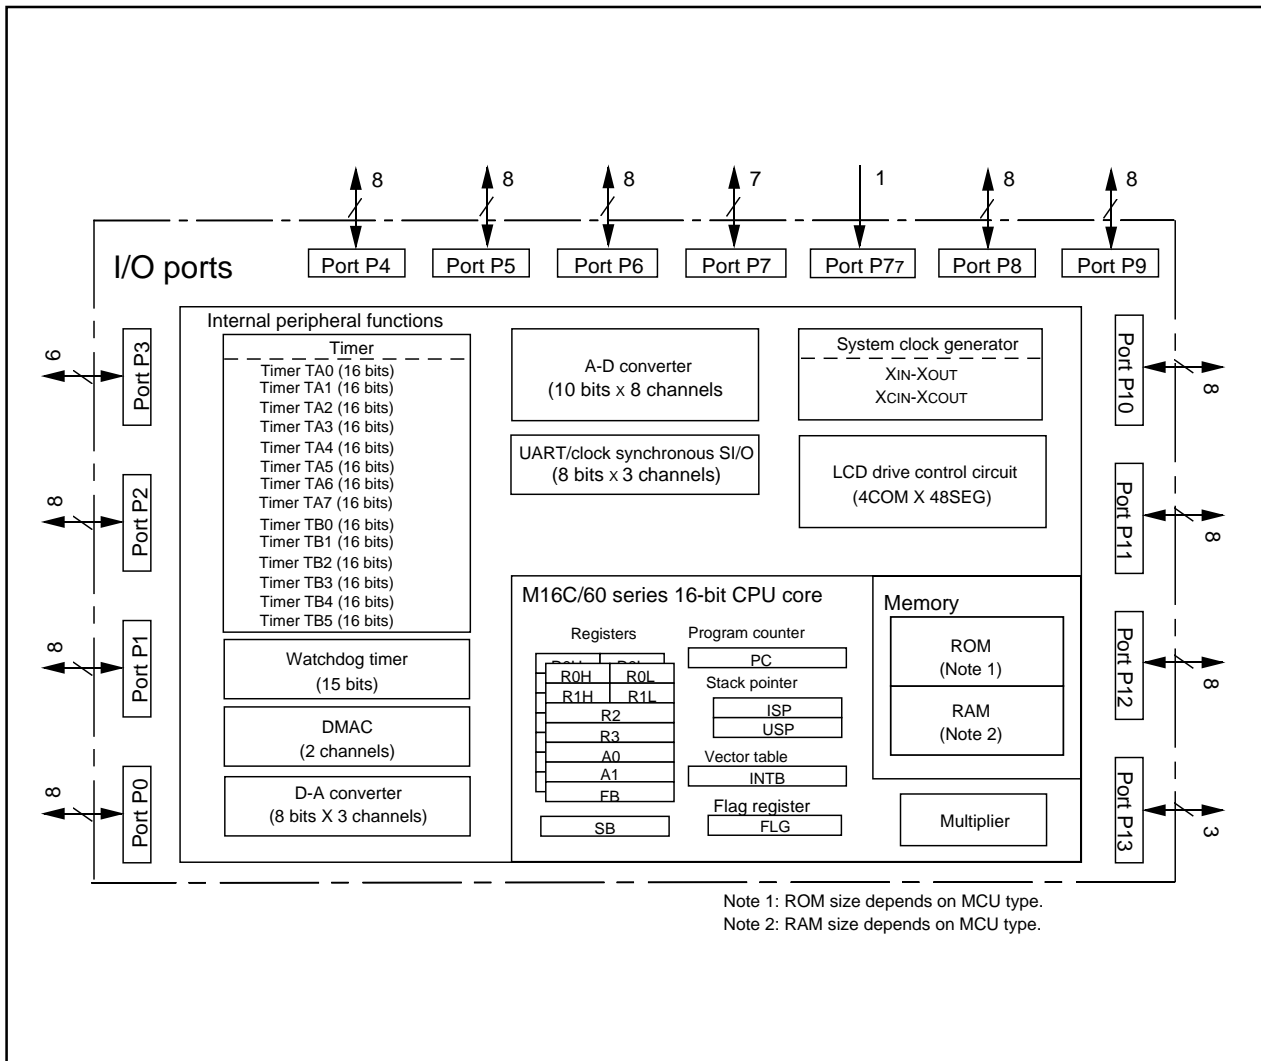 8
8
8
7
1
8
8
I/O ports
Port P4
Port P5
Port P6
Port P7
Port P77
Port P8
Port P9
Internal peripheral functions
Timer
Timer TA0 (16 bits)
Timer TA1 (16 bits)
Timer TA2 (16 bits)
Timer TA3 (16 bits)
Timer TA4 (16 bits)
Timer TA5 (16 bits)
Timer TA6 (16 bits)
Timer TA7 (16 bits)
Timer TB0 (16 bits)
Timer TB1 (16 bits)
Timer TB2 (16 bits)
Timer TB3 (16 bits)
Timer TB4 (16 bits)
Timer TB5 (16 bits)
Watchdog timer
(15 bits)
DMAC
(2 channels)
D-A converter
(8 bits X 3 channels)
A-D converter
(10 bits x 8 channels
UART/clock synchronous SI/O
(8 bits x 3 channels)
System clock generator
XIN-XOUT
XCIN-XCOUT
LCD drive control circuit
(4COM X 48SEG)
M16C/60 series 16-bit CPU core
Registers
R0H R0L
R0H R0L
R1H R1L
R2
R3
A0
A1
FB
SB
Program counter
PC
Stack pointer
ISP
USP
Vector table
INTB
Flag register
FLG
Memory
ROM
(Note 1)
RAM
(Note 2)
Multiplier
6
Port P3
8
Port P2
8
Port P1
8
Port P0
Port P10
8
Port P11
8
Port P12
8
Port P13
3
Note 1: ROM size depends on MCU type.
Note 2: RAM size depends on MCU type.